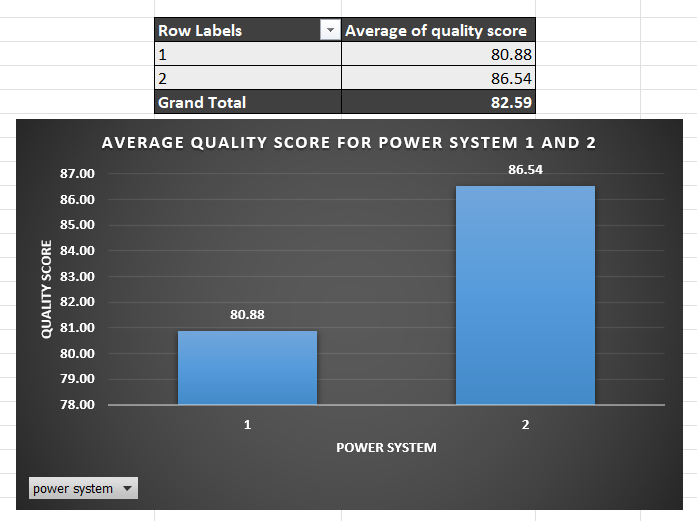 Row Labels Average of quality score
1 80.88
2 86.54
Grand Total 82.59
AVERAGE QUALITY SCORE FOR POWER SYSTEM 1 AND 2
87.00
86.00
85.00
84.00
83.00
82.00
81.00
80.00
79.00
78.00
QUALITY SCORE
80.88
86.54
1 2
POWER SYSTEM
power system